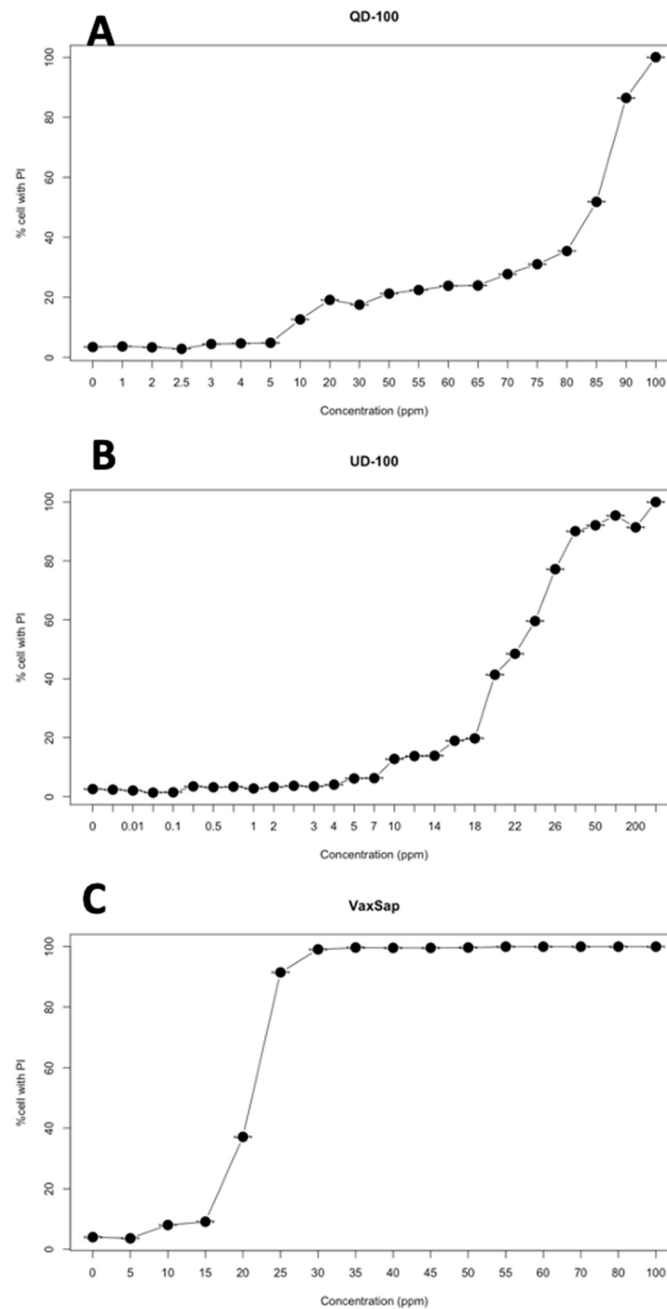 A
QD-100
100
80
60
40
20
0
% cell with PI
0 1 2 2.5 3 4 5 10 20 30 50 55 60 65 70 75 80 85 90 100
Concentration (ppm)
B
UD-100
100
80
60
40
20
0
% cell with PI
0 0.01 0.1 0.5 1 2 3 4 5 7 10 14 18 22 26 50 200
Concentration (ppm)
C
VaxSap
100
80
60
40
20
0
%cell with PI
0 5 10 15 20 25 30 35 40 45 50 55 60 70 80 100
Concentration (ppm)